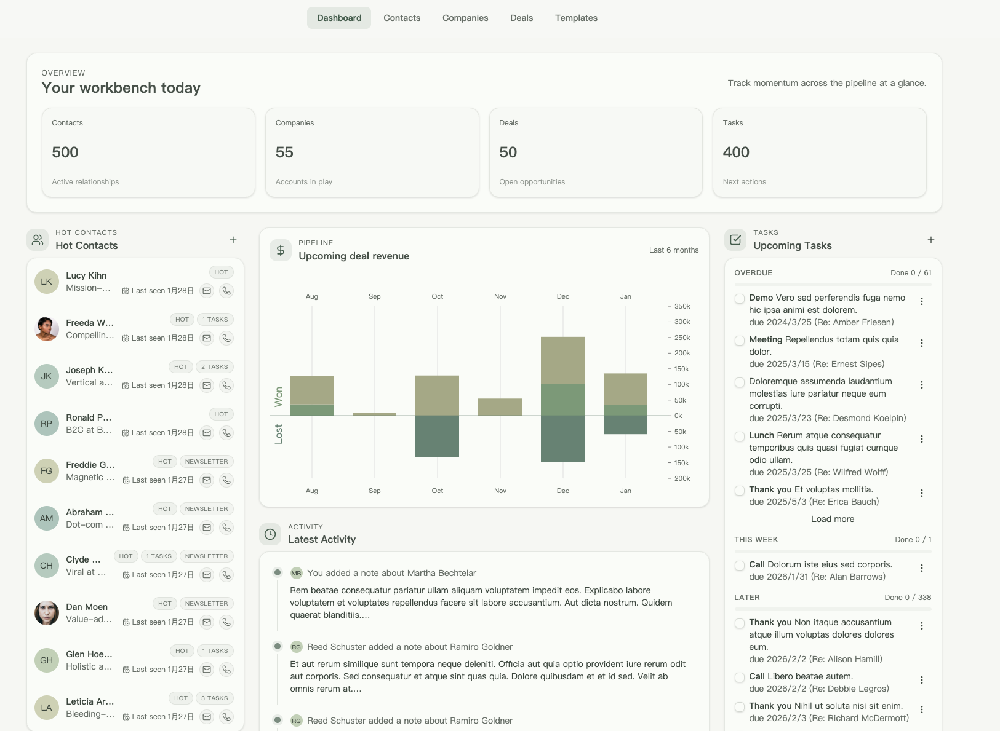 Dashboard
Contacts
Companies
Deals
Templates
OVERVIEW
Your workbench today
Track momentum across the pipeline at a glance.
Contacts
500
Active relationships
Companies
55
Accounts in play
Deals
50
Open opportunities
Tasks
400
Next actions
HOT CONTACTS
Hot Contacts
LK
Lucy Kihn
HOT
Mission-...
Last seen 1月28日
Freeda W...
HOT
1 TASKS
Compellin...
Last seen 1月28日
JK
Joseph K...
HOT
2 TASKS
Vertical a...
Last seen 1月28日
RP
Ronald P...
HOT
B2C at B...
Last seen 1月28日
FG
Freddie G...
HOT
NEWSLETTER
Magnetic ...
Last seen 1月27日
AM
Abraham ...
HOT
NEWSLETTER
Dot-com ...
Last seen 1月27日
CH
Clyde ...
HOT
1 TASKS
NEWSLETTER
Viral at ...
Last seen 1月27日
Dan Moen
HOT
NEWSLETTER
Value-ad...
Last seen 1月27日
GH
Glen Hoe...
HOT
1 TASKS
Holistic a...
Last seen 1月27日
LA
Leticia Ar...
HOT
3 TASKS
Bleeding-...
Last seen 1月27日
PIPELINE
Upcoming deal revenue
Last 6 months
Aug
Sep
Oct
Nov
Dec
Jan
350k
300k
250k
200k
150k
100k
50k
0k
50k
100k
150k
200k
Won
Lost
Aug
Sep
Oct
Nov
Dec
Jan
ACTIVITY
Latest Activity
MB
You added a note about Martha Bechtelar
Rem beatae consequatur pariatur ullam aliquam voluptatem impedit eos. Explicabo labore
voluptatem et voluptates repellendus facere sit labore accusantium. Aut dicta nostrum. Quidem
quaerat blanditiis....
RG
Reed Schuster added a note about Ramiro Goldner
Et aut rerum similique sunt tempora neque deleniti. Officia aut quia optio provident iure rerum odit
aut corporis. Sed consequatur et atque sint quas quia. Dolore quibusdam et et id sed. Velit ab
omnis rerum at....
RG
Reed Schuster added a note about Ramiro Goldner
TASKS
Upcoming Tasks
OVERDUE
Done 0 / 61
Demo Vero sed perferendis fuga nemo
hic ipsa animi est dolorem.
due 2024/3/25 (Re: Amber Friesen)
Meeting Repellendus totam quis quia
dolor.
due 2025/3/15 (Re: Ernest Sipes)
Doloremque assumenda laudantium
molestias iure pariatur neque eum
corrupti.
due 2025/3/23 (Re: Desmond Koelpin)
Lunch Rerum atque consequatur
temporibus quis quasi fugiat cumque
odio ullam.
due 2025/3/25 (Re: Wilfred Wolff)
Thank you Et voluptas mollitia.
due 2025/5/3 (Re: Erica Bauch)
Load more
THIS WEEK
Done 0 / 1
Call Dolorum iste eius sed corporis.
due 2026/1/31 (Re: Alan Barrows)
LATER
Done 0 / 338
Thank you Non itaque accusantium
atque illum voluptas dolores dolores
eum.
due 2026/2/2 (Re: Alison Hamill)
Call Libero beatae autem.
due 2026/2/2 (Re: Debbie Legros)
Thank you Nihil ut soluta nisi sit enim.
due 2026/2/3 (Re: Richard McDermott)